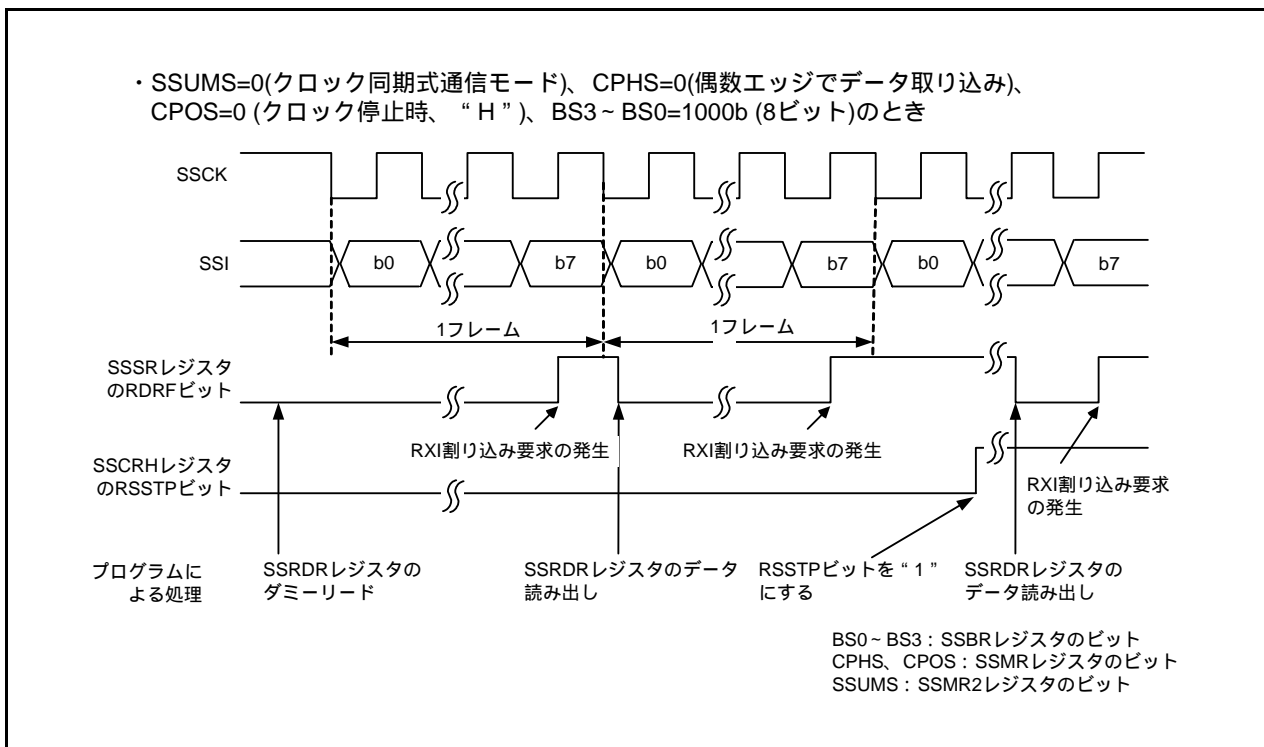 ・SSUMS=0(クロック同期式通信モード)、CPHS=0(偶数エッジでデータ取り込み)、
CPOS=0 (クロック停止時、“H”)、BS3~BS0=1000b (8ビット)のとき
SSCK
SSI
b0
b7
b0
b7
b0
b7
1フレーム
1フレーム
SSSRレジスタ
のRDRFビット
RXI割り込み要求の発生
RXI割り込み要求の発生
RXI割り込み要求
の発生
SSCRHレジスタ
のRSSTPビット
プログラムに
よる処理
SSRDRレジスタの
ダミーリード
SSRDRレジスタのデータ
読み出し
RSSTPビットを“1”
にする
SSRDRレジスタの
データ読み出し
BS0~BS3:SSBRレジスタのビット
CPHS、CPOS:SSMRレジスタのビット
SSUMS:SSMR2レジスタのビット